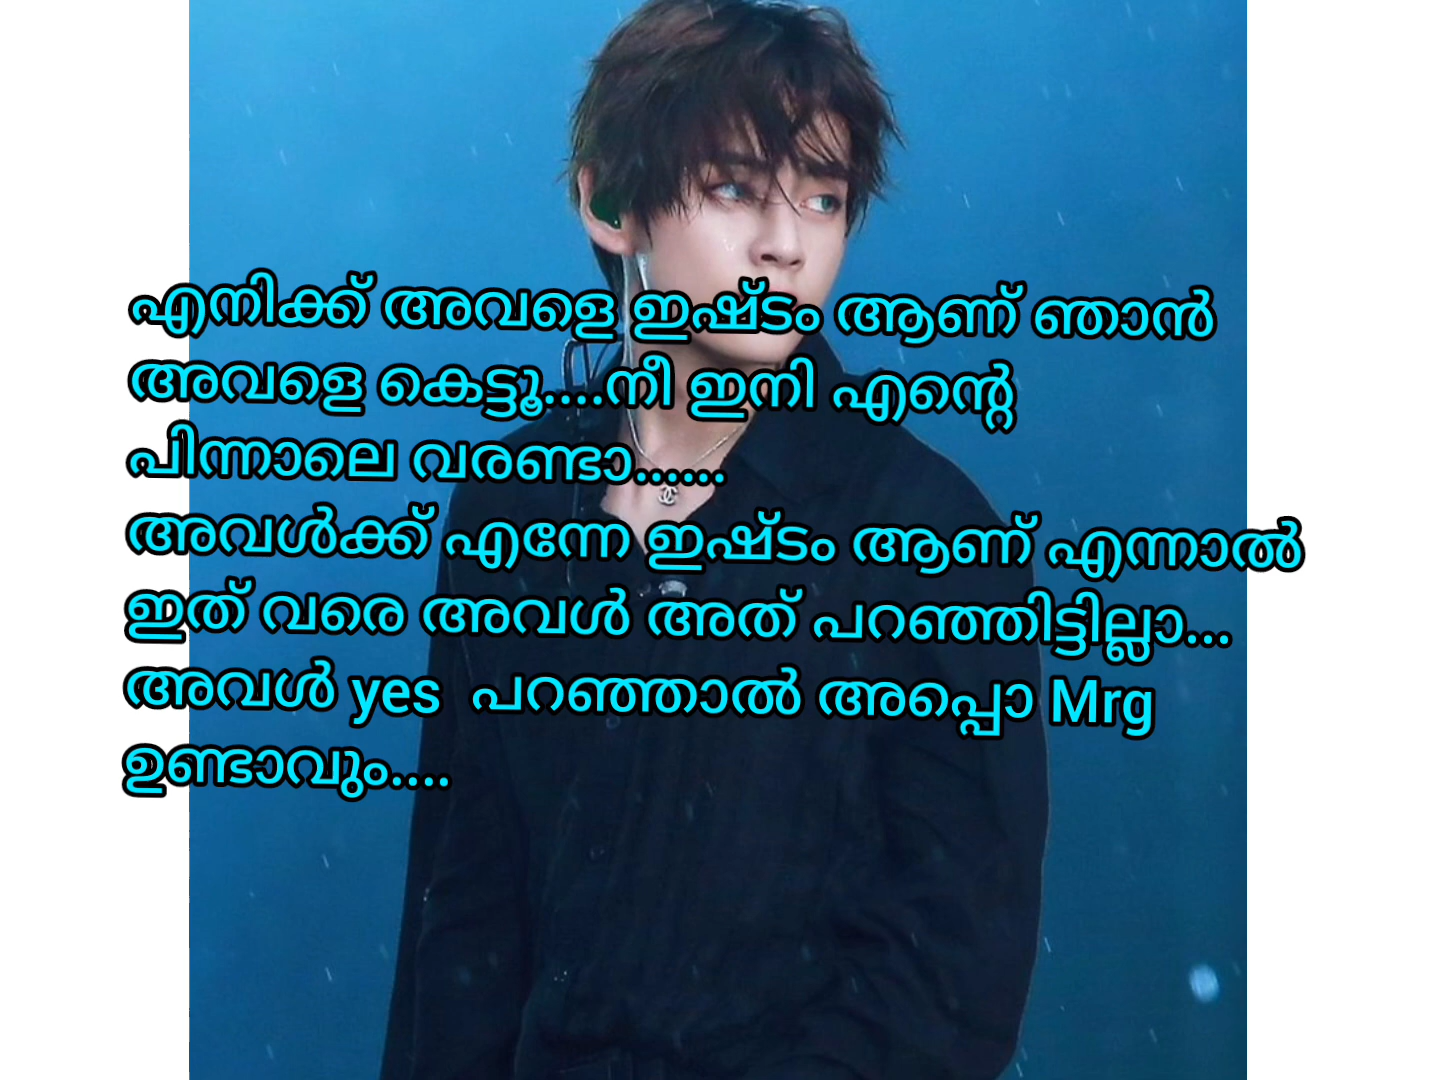 എനിക്ക് അവളെ ഇഷ്ടം ആണ് ഞാൻ
അവളെ കെട്ടൂ....നീ ഇനി എന്റെ
പിന്നാലെ വരണ്ടാ......
അവൾക്ക് എന്നേ ഇഷ്ടം ആണ് എന്നാൽ
ഇത് വരെ അവൾ അത് പറഞ്ഞിട്ടില്ലാ...
അവൾ yes പറഞ്ഞാൽ അപ്പൊ Mrg
ഉണ്ടാവും....